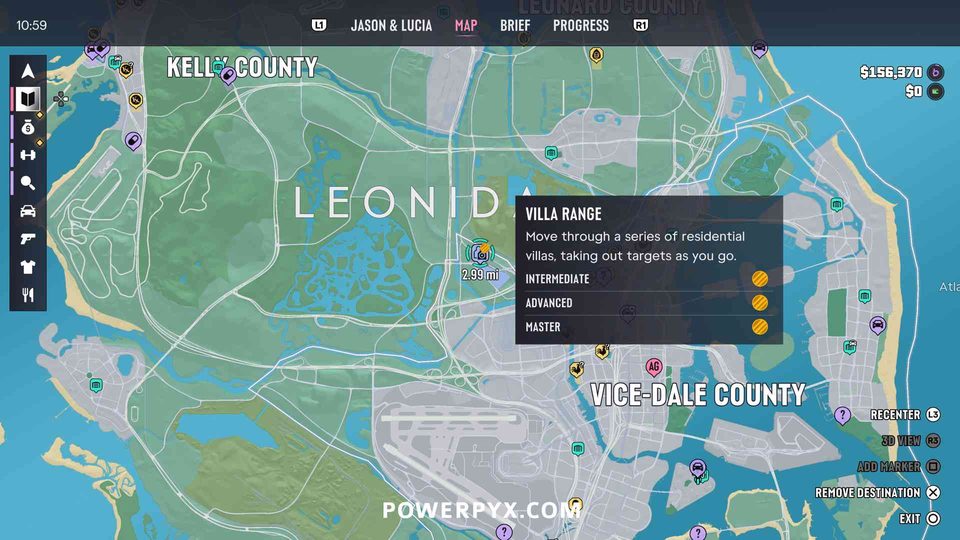 LEONARD COUNTY
10:59
L1
JASON & LUCIA
MAP
BRIEF
PROGRESS
R1
KELLY COUNTY
$156,370
$0
LEONIDA
VILLA RANGE
Move through a series of residential
villas, taking out targets as you go.
INTERMEDIATE
ADVANCED
MASTER
2.99 mi
Atla
AG
VICE-DALE COUNTY
RECENTER L3
3D VIEW R3
ADD MARKER
REMOVE DESTINATION
EXIT
POWERPYX.COM